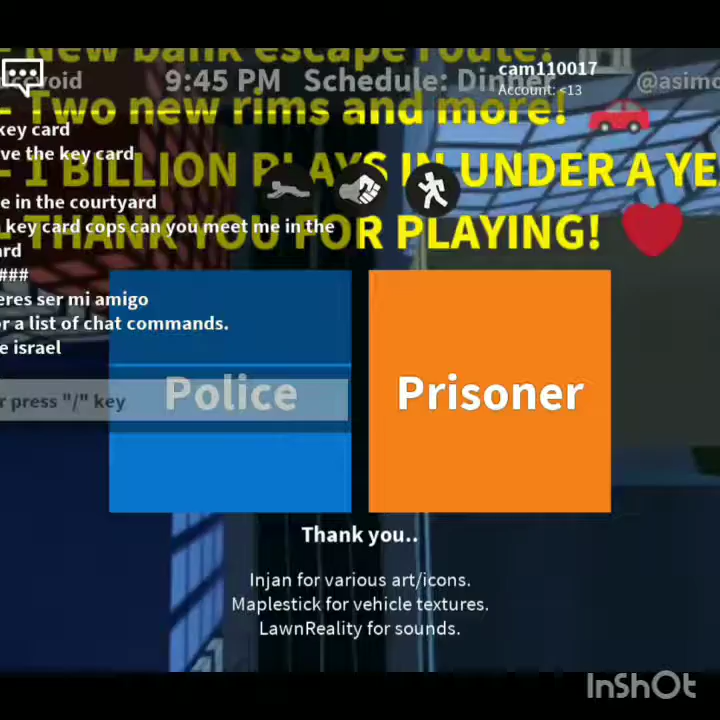 - New bank escape route!
9:45 PM Schedule: Dinner
cam110017
Account: <13
- Two new rims and more!
key card
ve the key card
- 1 BILLION PLAYS IN UNDER A YE
e in the courtyard
key card cops can you meet me in the
- THANK YOU FOR PLAYING!
###
eres ser mi amigo
r a list of chat commands.
e israel
r press "/" key
Police
Prisoner
Thank you..
Injan for various art/icons.
Maplestick for vehicle textures.
LawnReality for sounds.
InShOt